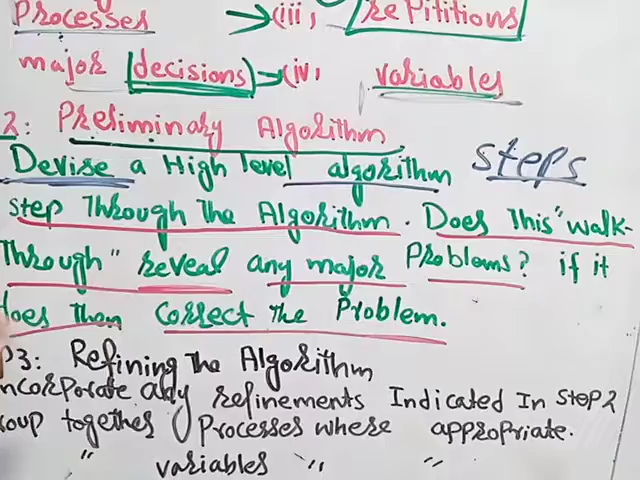 Processes → (iii, rePititions
major decisions → (iv, variables
2: Preliminary Algorithm
Devise a High level algorithm steps
step Through The Algorithm. Does This "walk-
Through" reveal any major Problems? if it
does then correct The Problem.
P3: Refining The Algorithm
ncorporate any refinements Indicated In step 2
roup together Processes where appropriate.
" variables " "